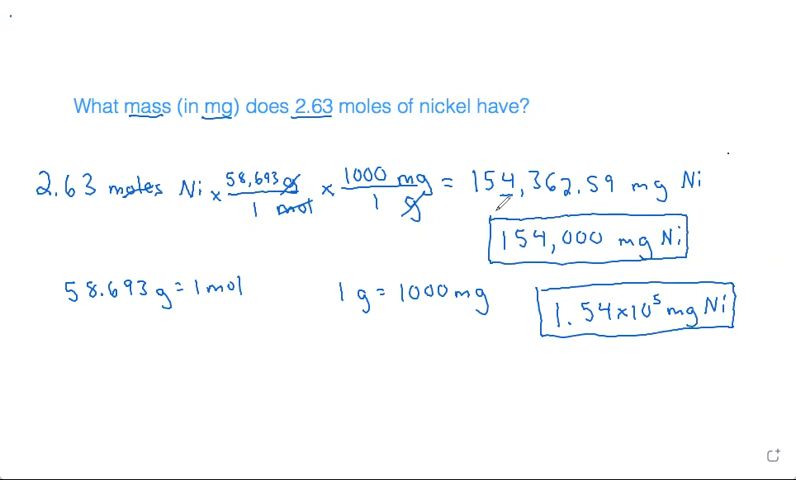 What mass (in mg) does 2.63 moles of nickel have?
2.63 moles Ni × 58,693 g / 1 mol × 1000 mg / 1 g = 154,362.59 mg Ni
154,000 mg Ni
58.693 g = 1 mol 1 g = 1000 mg
1.54×10⁵ mg Ni